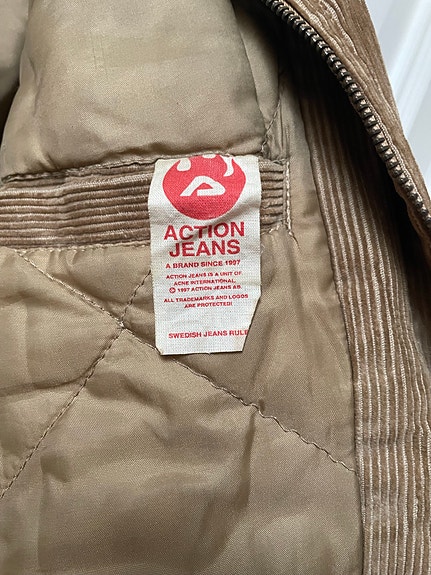 ACTION
JEANS
A BRAND SINCE 1997
ACTION JEANS IS A UNIT OF
ACNE INTERNATIONAL.
© 1997 ACTION JEANS AB.
ALL TRADEMARKS AND LOGOS
ARE PROTECTED!
SWEDISH JEANS RULE